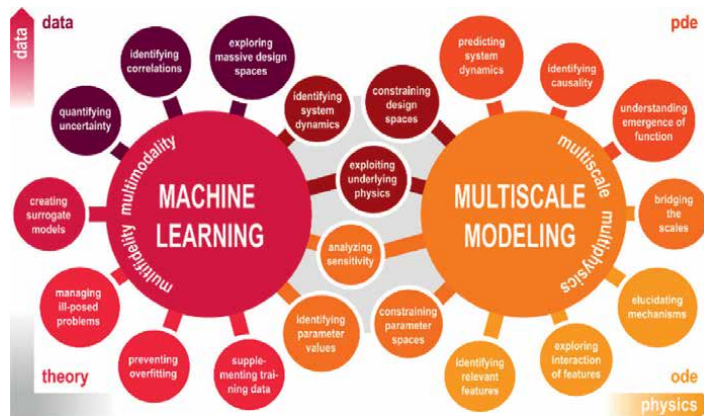 data
pde
data
identifying
correlations
exploring
massive design
spaces
identifying
system
dynamics
constraining
design
spaces
predicting
system
dynamics
identifying
causality
quantifying
uncertainty
understanding
emergence of
function
multimodality
multiscale
exploiting
underlying
physics
creating
surrogate
models
MACHINE
LEARNING
MULTISCALE
MODELING
bridging
the
scales
multifidelity
multiphysics
analyzing
sensitivity
managing
ill-posed
problems
identifying
parameter
values
constraining
parameter
spaces
elucidating
mechanisms
preventing
overfitting
supple-
menting trai-
ning data
identifying
relevant
features
exploring
interaction
of features
theory
ode
physics